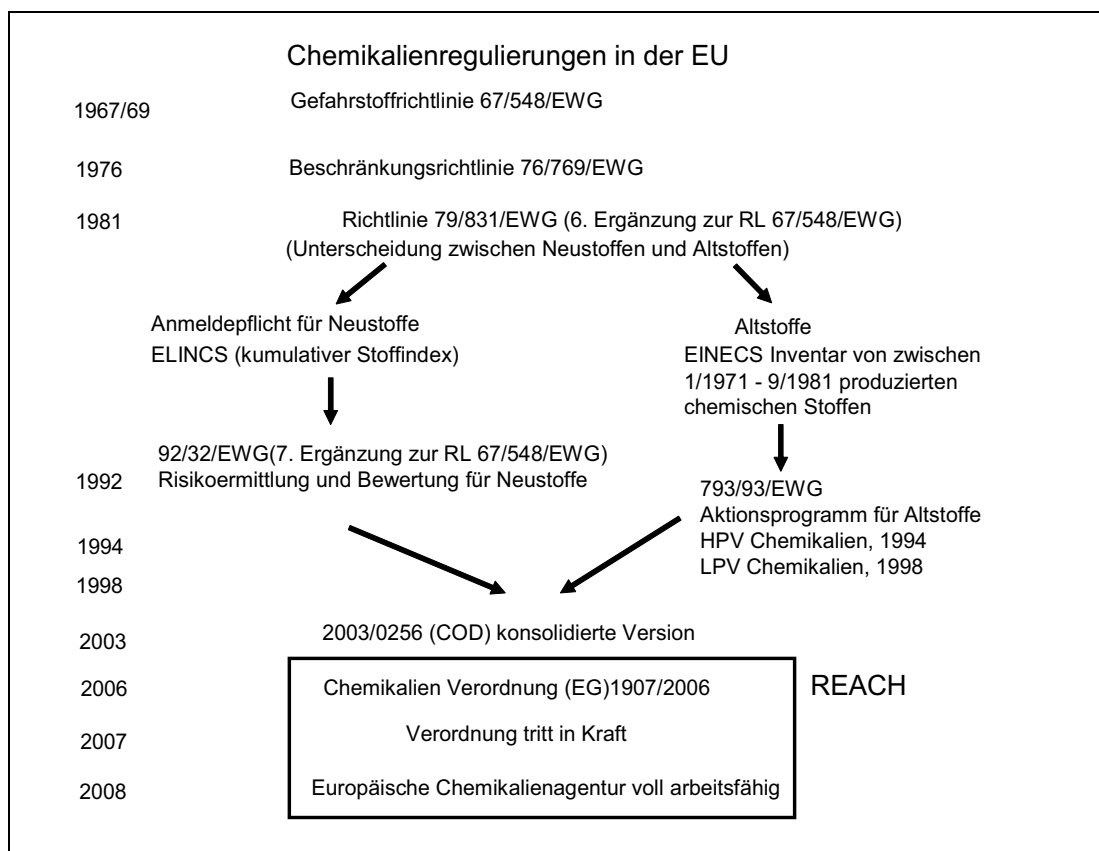 Chemikalienregulierungen in der EU
1967/69 Gefahrstoffrichtlinie 67/548/EWG
1976 Beschränkungsrichtlinie 76/769/EWG
1981 Richtlinie 79/831/EWG (6. Ergänzung zur RL 67/548/EWG)
(Unterscheidung zwischen Neustoffen und Altstoffen)
Anmeldepflicht für Neustoffe
ELINCS (kumulativer Stoffindex)
Altstoffe
EINECS Inventar von zwischen
1/1971 - 9/1981 produzierten
chemischen Stoffen
92/32/EWG(7. Ergänzung zur RL 67/548/EWG)
1992 Risikoermittlung und Bewertung für Neustoffe
793/93/EWG
Aktionsprogramm für Altstoffe
HPV Chemikalien, 1994
LPV Chemikalien, 1998
1994
1998
2003 2003/0256 (COD) konsolidierte Version
2006 Chemikalien Verordnung (EG)1907/2006 REACH
2007 Verordnung tritt in Kraft
2008 Europäische Chemikalienagentur voll arbeitsfähig